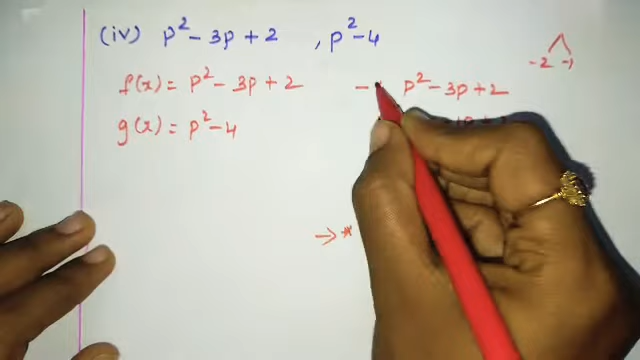 (iv) p² - 3p + 2 , p² - 4
f(x) = p² - 3p + 2
p² - 3p + 2
g(x) = p² - 4
-2 -1
→ *